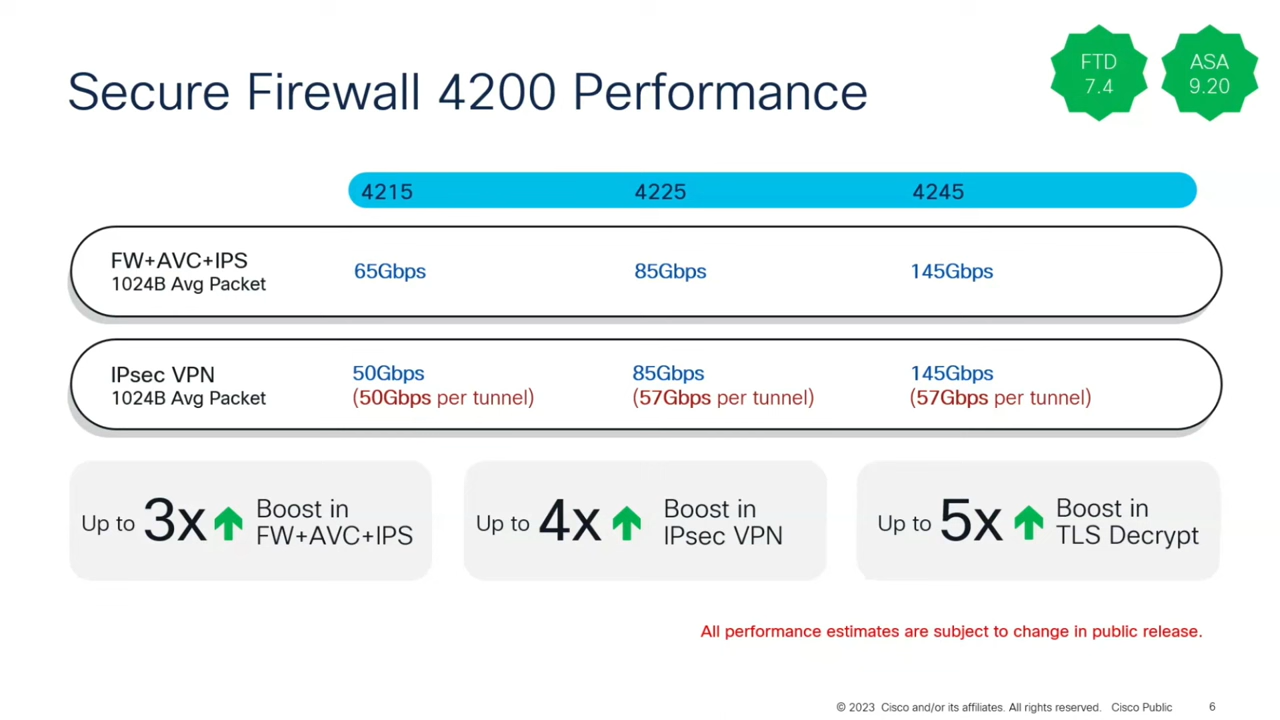 FTD
7.4
ASA
9.20
Secure Firewall 4200 Performance
4215 4225 4245
FW+AVC+IPS
1024B Avg Packet
65Gbps 85Gbps 145Gbps
IPsec VPN
1024B Avg Packet
50Gbps
(50Gbps per tunnel)
85Gbps
(57Gbps per tunnel)
145Gbps
(57Gbps per tunnel)
Up to 3x Boost in
FW+AVC+IPS
Up to 4x Boost in
IPsec VPN
Up to 5x Boost in
TLS Decrypt
All performance estimates are subject to change in public release.
© 2023 Cisco and/or its affiliates. All rights reserved. Cisco Public 6